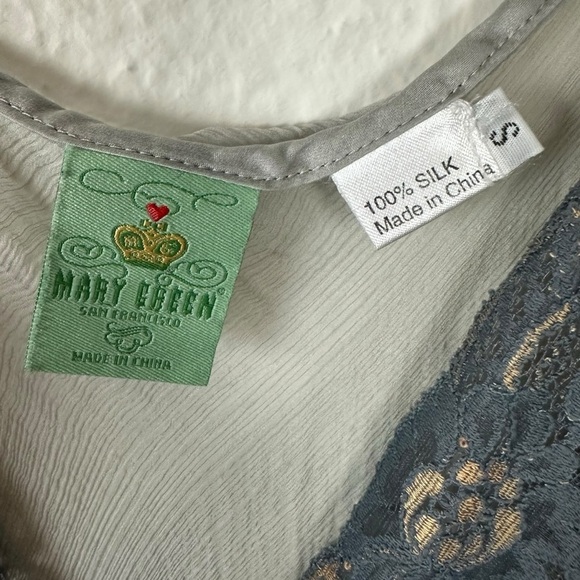 M G
MARY GREEN®
SAN FRANCISCO
MADE IN CHINA
100% SILK
Made in China
S